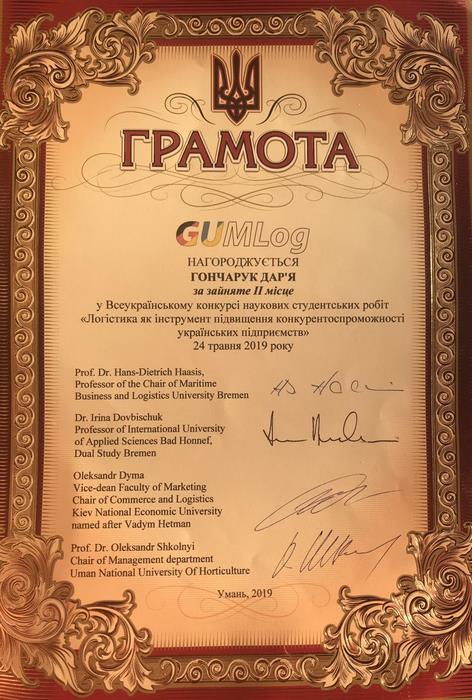 ГРАМОТА
GUMLog
НАГОРОДЖУЄТЬСЯ
ГОНЧАРУК ДАР'Я
за зайняте ІІ місце
у Всеукраїнському конкурсі наукових студентських робіт
«Логістика як інструмент підвищення конкурентоспроможності
українських підприємств»
24 травня 2019 року
Prof. Dr. Hans-Dietrich Haasis,
Professor of the Chair of Maritime
Business and Logistics University Bremen
Dr. Irina Dovbischuk
Professor of International University
of Applied Sciences Bad Honnef,
Dual Study Bremen
Oleksandr Dyma
Vice-dean Faculty of Marketing
Chair of Commerce and Logistics
Kiev National Economic University
named after Vadym Hetman
Prof. Dr. Oleksandr Shkolnyi
Chair of Management department
Uman National University Of Horticulture
Умань, 2019